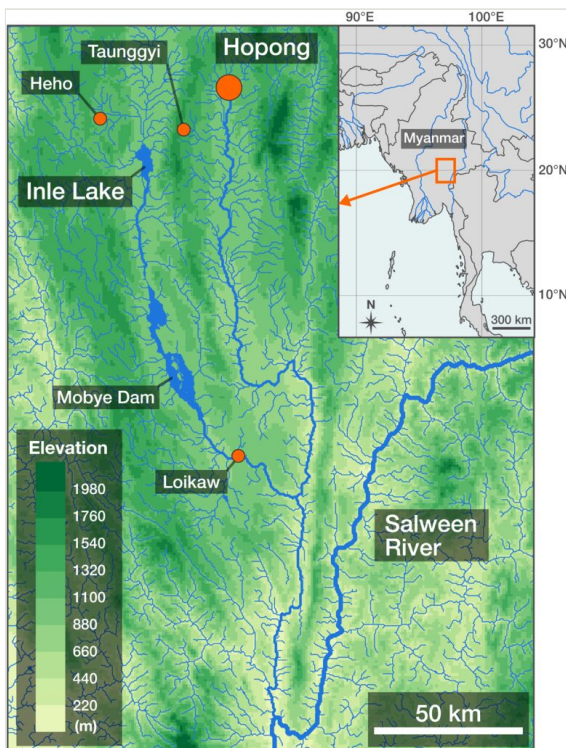 Taunggyi
Hopong
Heho
Inle Lake
Mobye Dam
Loikaw
Salween
River
Elevation
1980
1760
1540
1320
1100
880
660
440
220
(m)
50 km
90°E
100°E
30°N
Myanmar
20°N
10°N
N
300 km